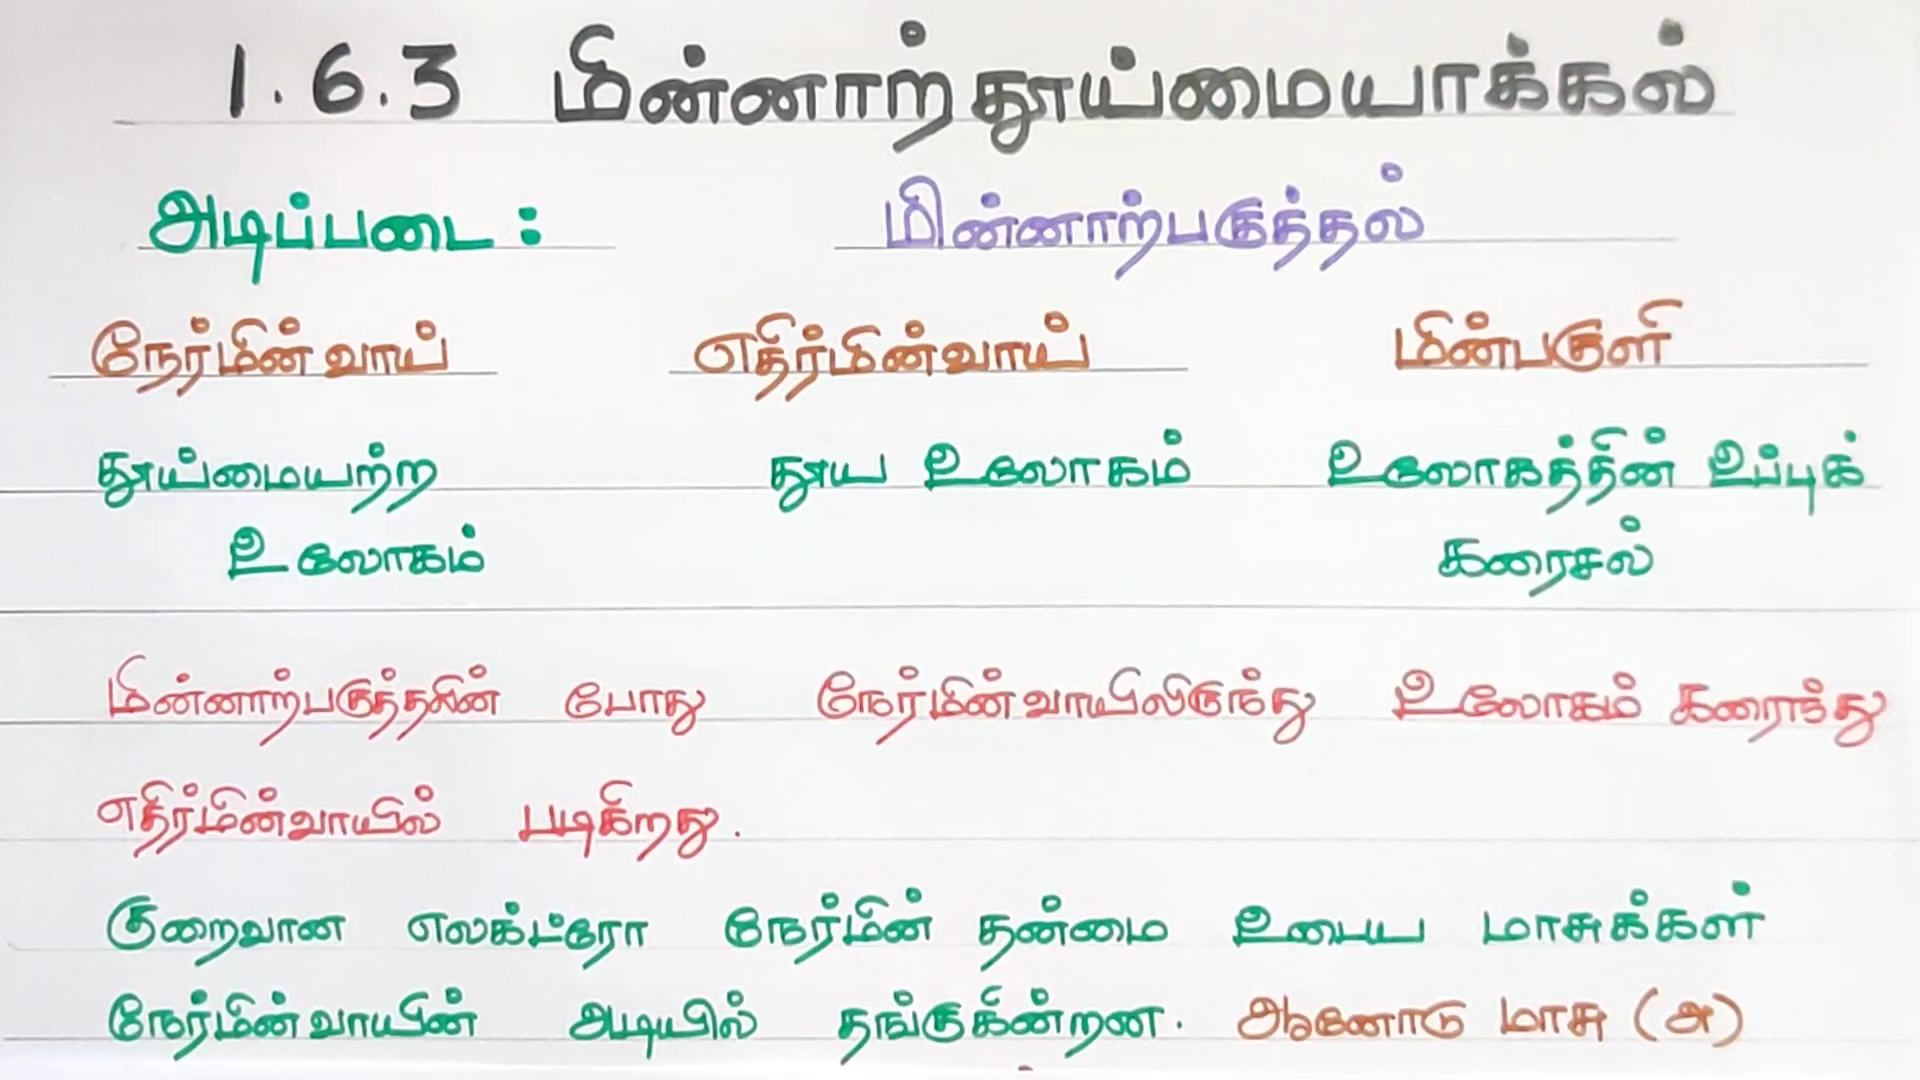 1.6.3 மின்னாற்தூய்மையாக்கல்
அடிப்படை : மின்னாற்பகுத்தல்
நேர்மின்வாய் எதிர்மின்வாய் மின்பகுளி
தூய்மையற்ற தூய உலோகம் உலோகத்தின் உப்புக்
உலோகம் கரைசல்
மின்னாற்பகுத்தலின் போது நேர்மின்வாயிலிருந்து உலோகம் கரைந்து
எதிர்மின்வாயில் படிகிறது.
குறைவான எலக்ட்ரோ நேர்மின் தன்மை உடைய மாசுக்கள்
நேர்மின்வாயின் அடியில் தங்குகின்றன. ஆனோடு மாசு (அ)